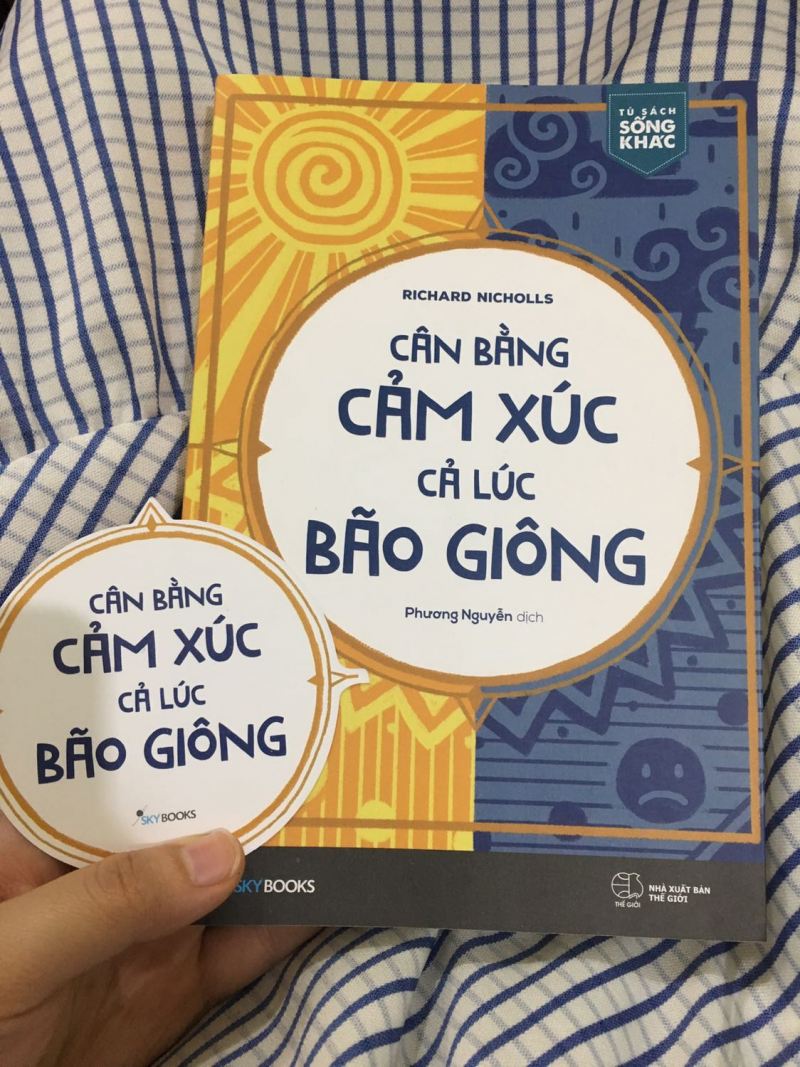 TỦ SÁCH
SỐNG
KHÁC
RICHARD NICHOLLS
CÂN BẰNG
CẢM XÚC
CẢ LÚC
BÃO GIÔNG
Phương Nguyễn dịch
CÂN BẰNG
CẢM XÚC
CẢ LÚC
BÃO GIÔNG
SKYBOOKS
SKYBOOKS
THẾ GIỚI
NHÀ XUẤT BẢN
THẾ GIỚI